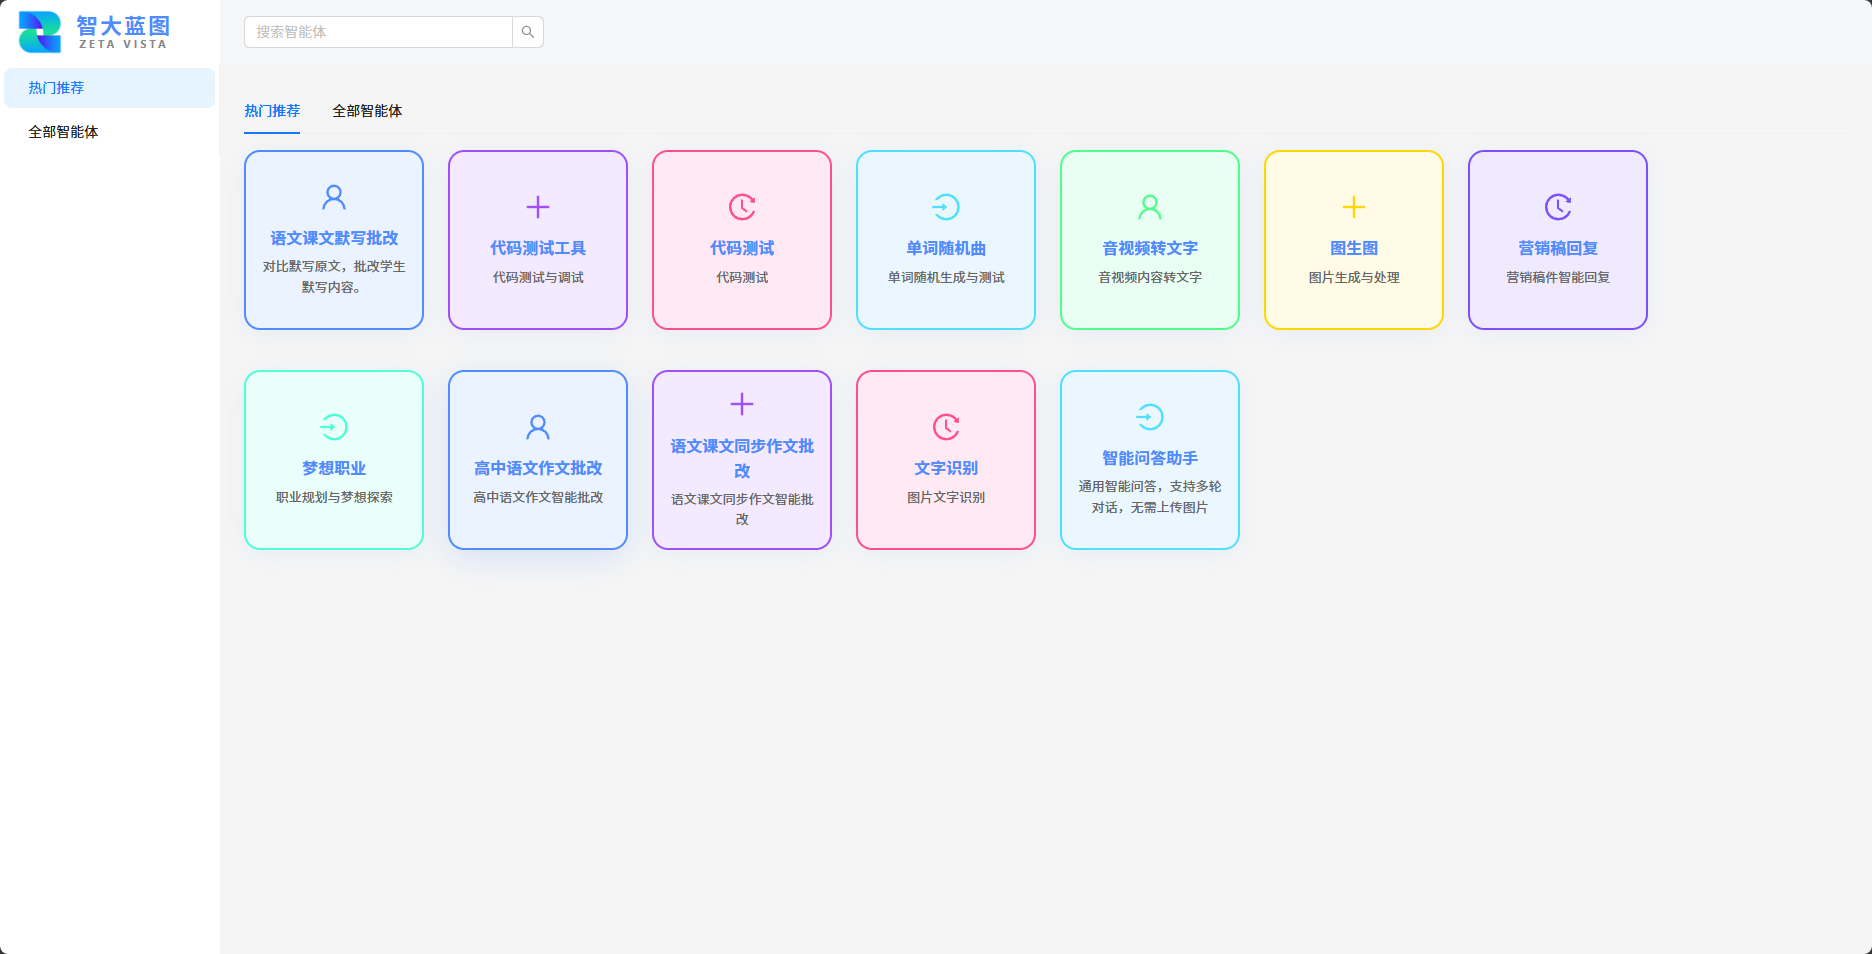 智大蓝图
ZETA VISTA
搜索智能体
热门推荐
全部智能体
热门推荐
全部智能体
语文课文默写批改
对比默写原文，批改学生
默写内容。
代码测试工具
代码测试与调试
代码测试
代码测试
单词随机曲
单词随机生成与测试
音视频转文字
音视频内容转文字
图生图
图片生成与处理
营销稿回复
营销稿件智能回复
梦想职业
职业规划与梦想探索
高中语文作文批改
高中语文作文智能批改
语文课文同步作文批
改
语文课文同步作文智能批
改
文字识别
图片文字识别
智能问答助手
通用智能问答，支持多轮
对话，无需上传图片